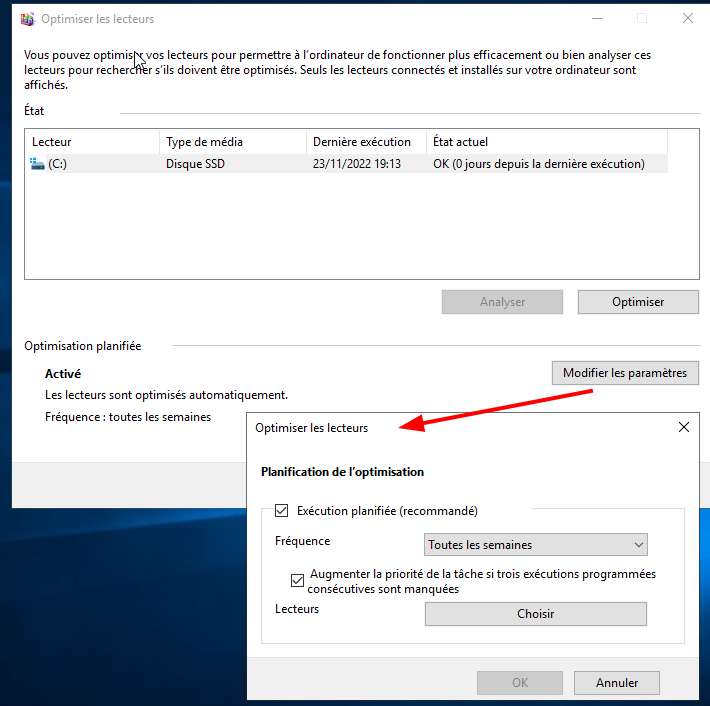 Optimiser les lecteurs
Vous pouvez optimiser vos lecteurs pour permettre à l'ordinateur de fonctionner plus efficacement ou bien analyser ces
lecteurs pour rechercher s'ils doivent être optimisés. Seuls les lecteurs connectés et installés sur votre ordinateur sont
affichés.
État
Lecteur Type de média Dernière exécution État actuel
(C:) Disque SSD 23/11/2022 19:13 OK (0 jours depuis la dernière exécution)
Analyser Optimiser
Optimisation planifiée
Activé
Modifier les paramètres
Les lecteurs sont optimisés automatiquement.
Fréquence : toutes les semaines
Optimiser les lecteurs
Planification de l'optimisation
Exécution planifiée (recommandé)
Fréquence Toutes les semaines
Augmenter la priorité de la tâche si trois exécutions programmées
consécutives sont manquées
Lecteurs Choisir
OK Annuler